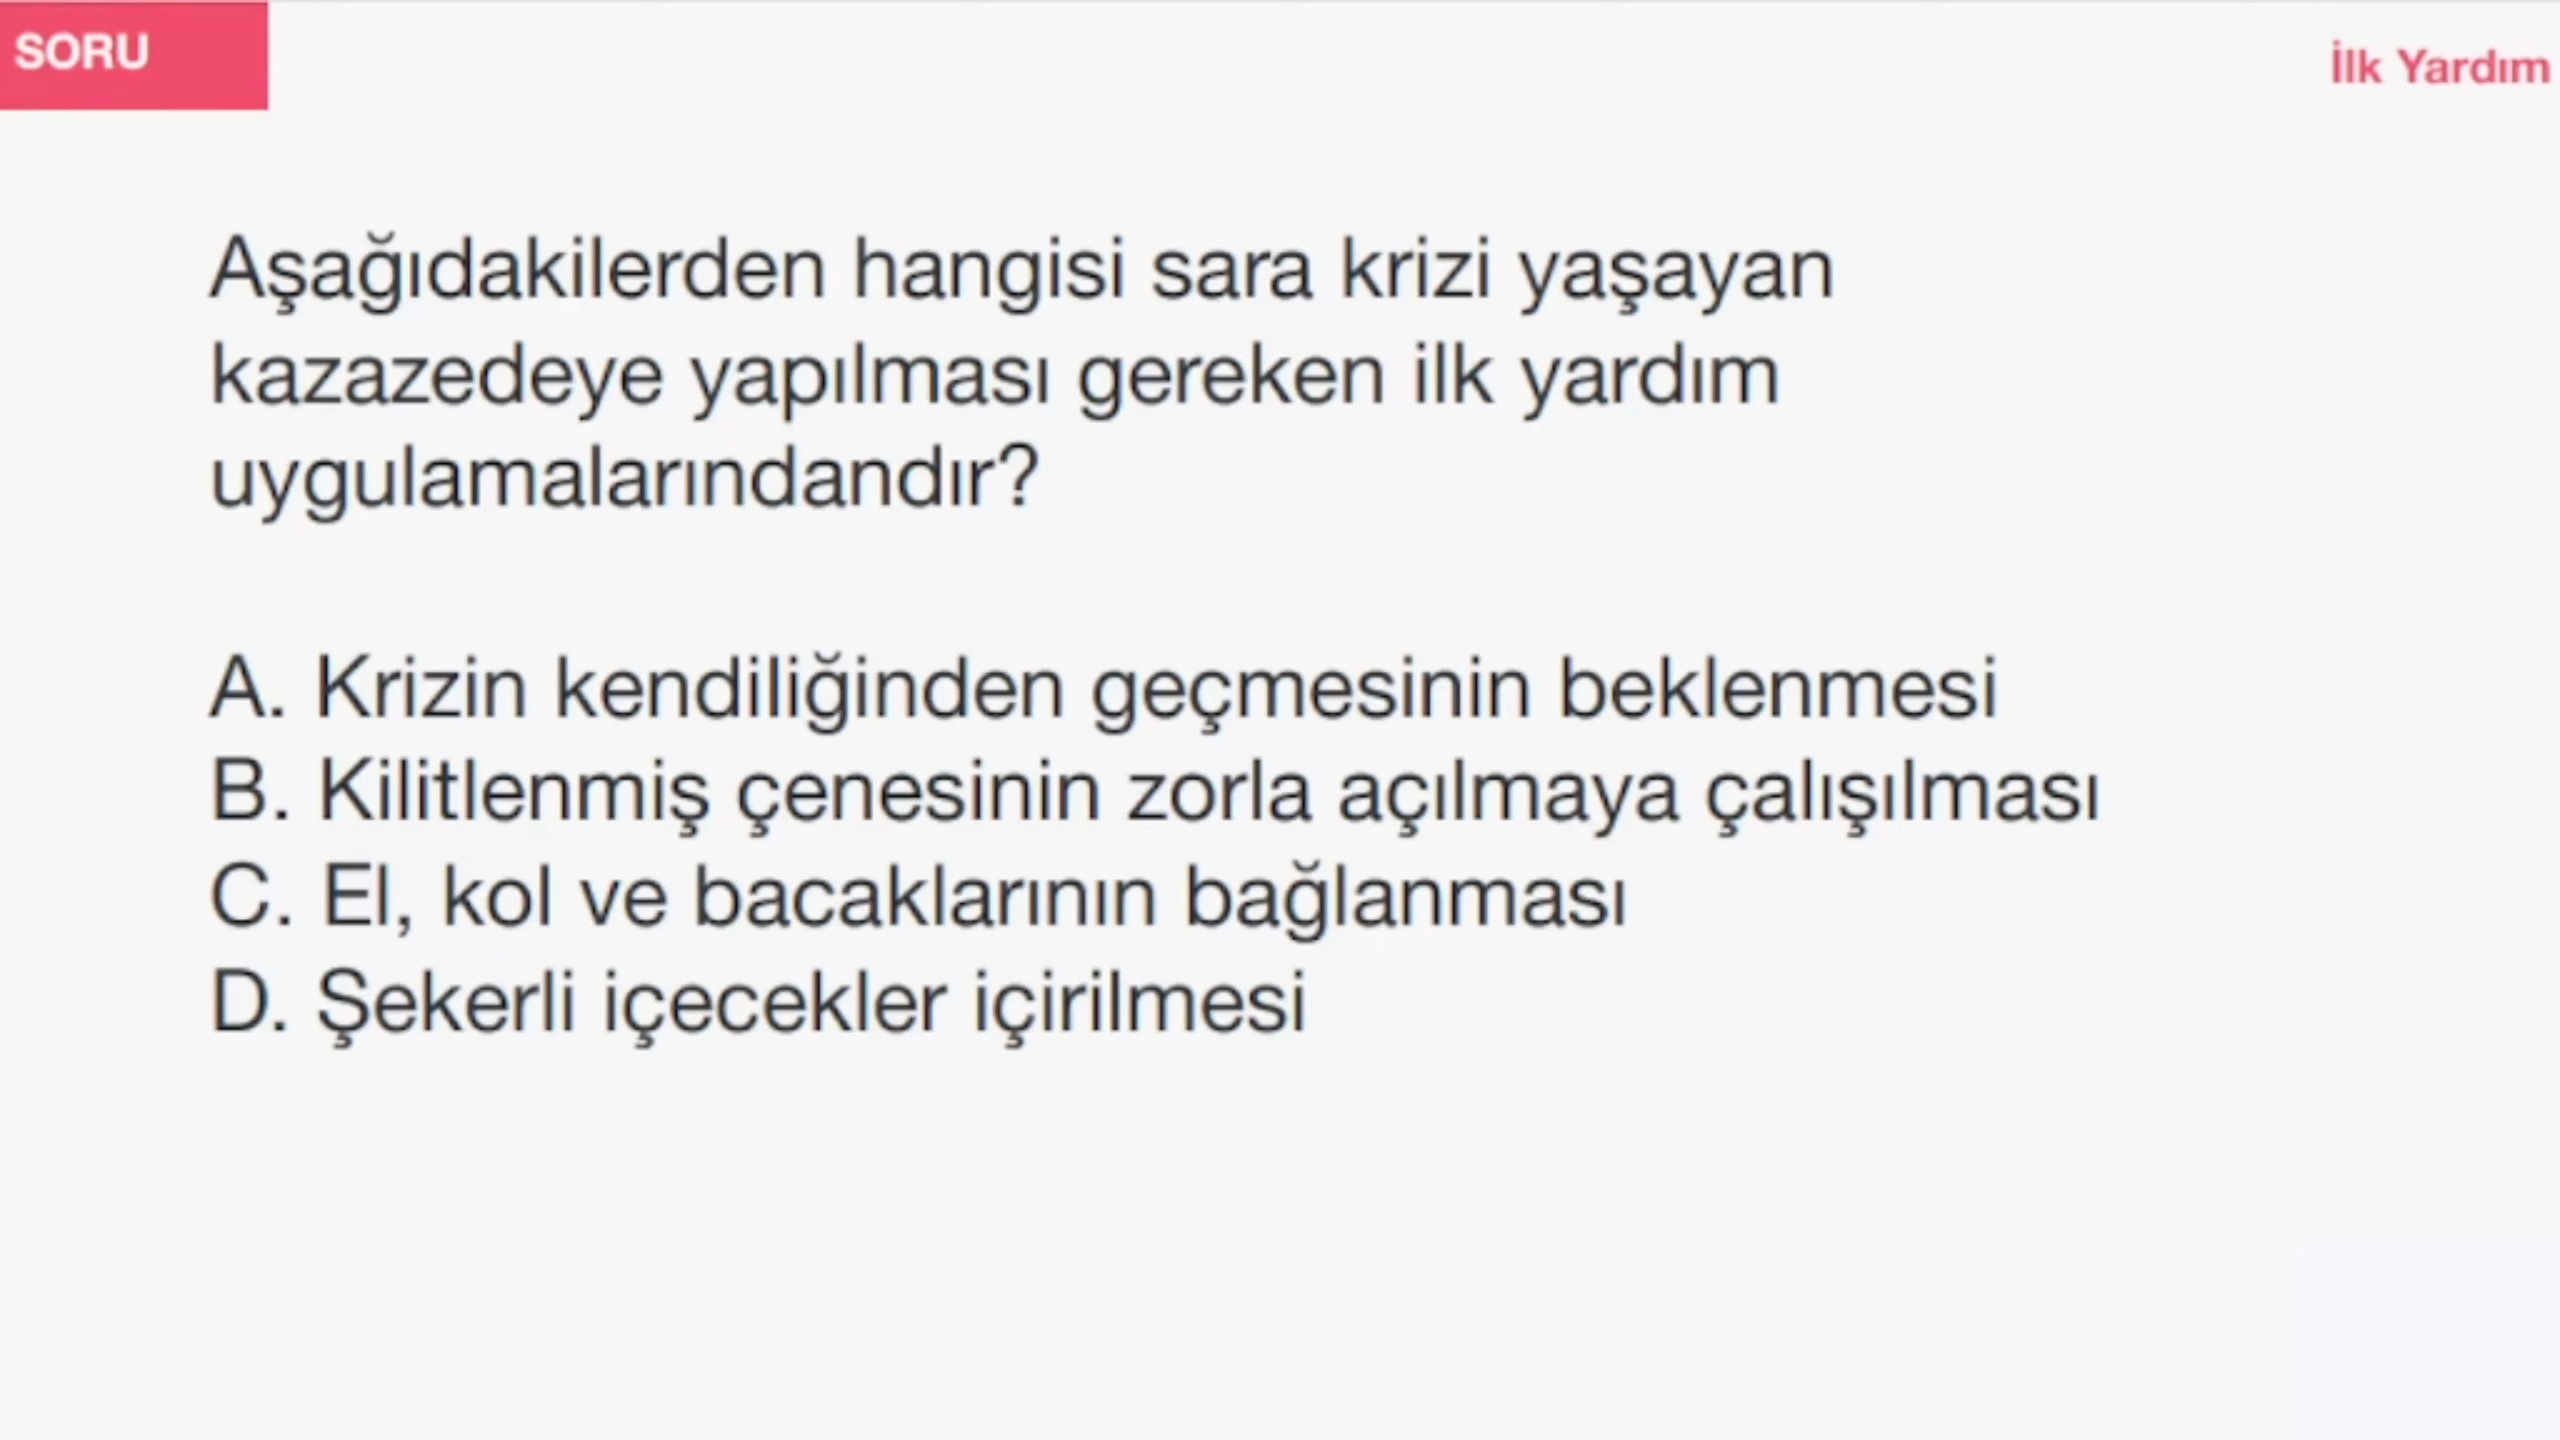 SORU
İlk Yardım
Aşağıdakilerden hangisi sara krizi yaşayan
kazazedeye yapılması gereken ilk yardım
uygulamalarındandır?
A. Krizin kendiliğinden geçmesinin beklenmesi
B. Kilitlenmiş çenesinin zorla açılmaya çalışılması
C. El, kol ve bacaklarının bağlanması
D. Şekerli içecekler içirilmesi